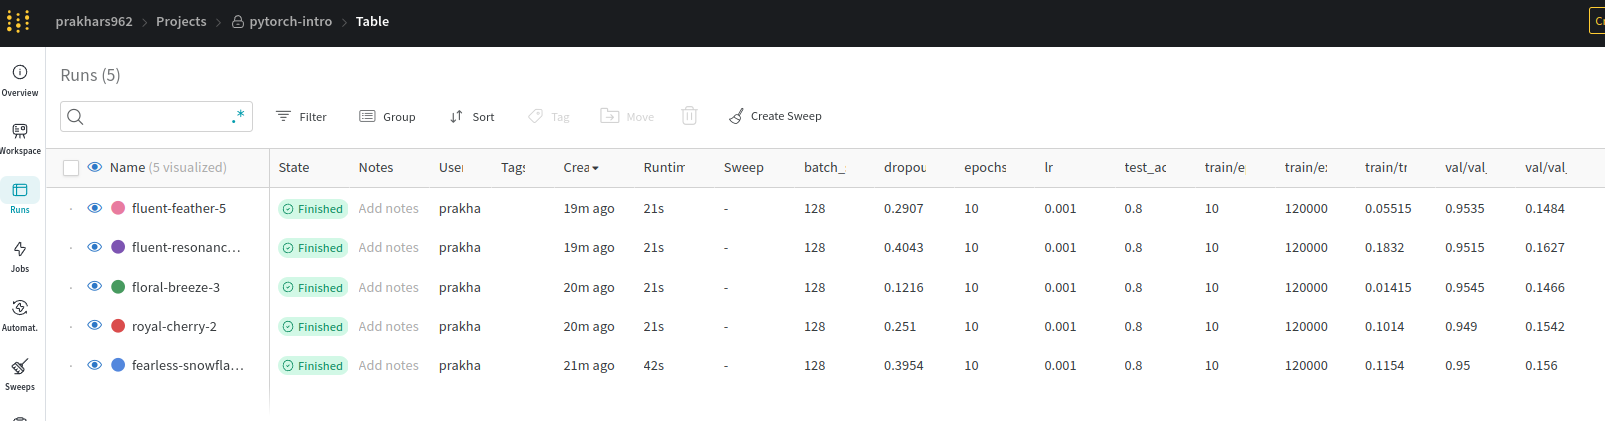 prakhars962 > Projects > pytorch-intro > Table
Cr
Runs (5)
.*
Filter Group Sort Tag Move Create Sweep
Overview
Workspace
Runs
Jobs
Automat.
Sweeps
Name (5 visualized) State Notes User Tags Crea Runtim Sweep batch_ dropou epochs lr test_ac train/e train/ex train/tr val/val_ val/val_
fluent-feather-5 Finished Add notes prakha 19m ago 21s - 128 0.2907 10 0.001 0.8 10 120000 0.05515 0.9535 0.1484
fluent-resonanc... Finished Add notes prakha 19m ago 21s - 128 0.4043 10 0.001 0.8 10 120000 0.1832 0.9515 0.1627
floral-breeze-3 Finished Add notes prakha 20m ago 21s - 128 0.1216 10 0.001 0.8 10 120000 0.01415 0.9545 0.1466
royal-cherry-2 Finished Add notes prakha 20m ago 21s - 128 0.251 10 0.001 0.8 10 120000 0.1014 0.949 0.1542
fearless-snowfla... Finished Add notes prakha 21m ago 42s - 128 0.3954 10 0.001 0.8 10 120000 0.1154 0.95 0.156